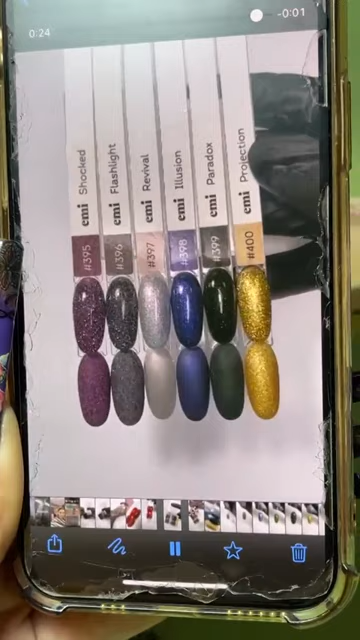 0:24
-0:01
#395 emi Shocked
#396 emi Flashlight
#397 emi Revival
#398 emi Illusion
#399 emi Paradox
#400 emi Projection